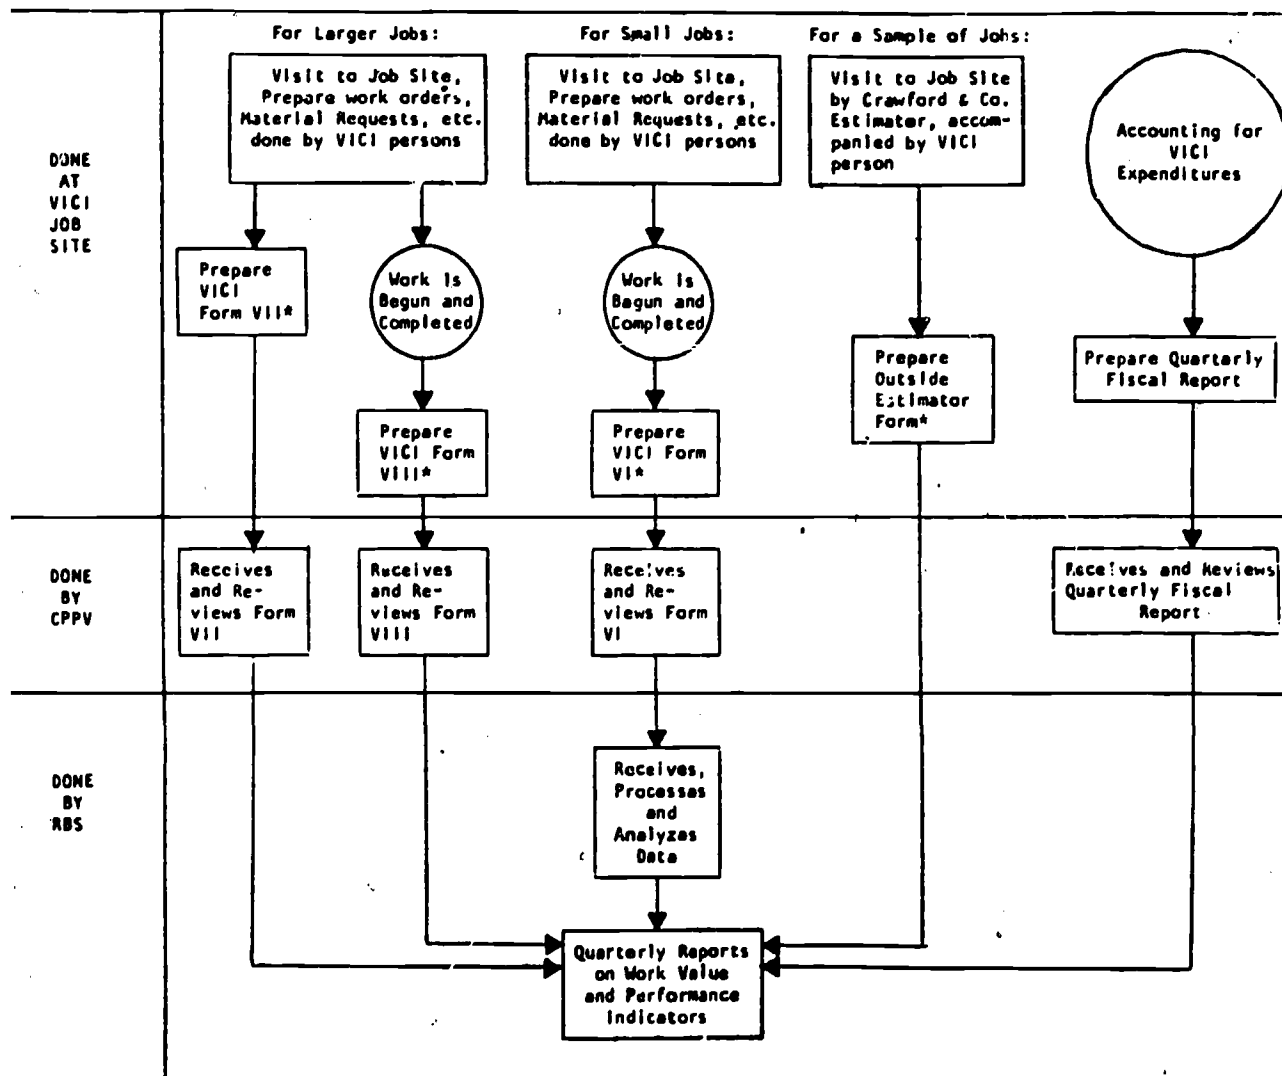 For Larger Jobs:
Visit to Job Site,
Prepare work orders,
Material Requests, etc.
done by VICI persons
For Small Jobs:
Visit to Job Site,
Prepare work orders,
Material Requests, etc.
done by VICI persons
For a Sample of Jobs:
Visit to Job Site
by Crawford & Co.
Estimator, accom-
panied by VICI
person
Accounting for
VICI
Expenditures
DONE
AT
VICI
JOB
SITE
Prepare
VICI
Form VII*
Work is
Begun and
Completed
Work is
Begun and
Completed
Prepare
Outside
Estimator
Form*
Prepare Quarterly
Fiscal Report
Prepare
VICI Form
VIII*
Prepare
VICI Form
VI*
DONE
BY
CPPV
Receives
and Re-
views Form
VII
Receives
and Re-
views Form
VIII
Receives
and Re-
views Form
VI
Receives and Reviews
Quarterly Fiscal
Report
DONE
BY
RBS
Receives,
Processes
and
Analyzes
Data
Quarterly Reports
on Work Value
and Performance
Indicators